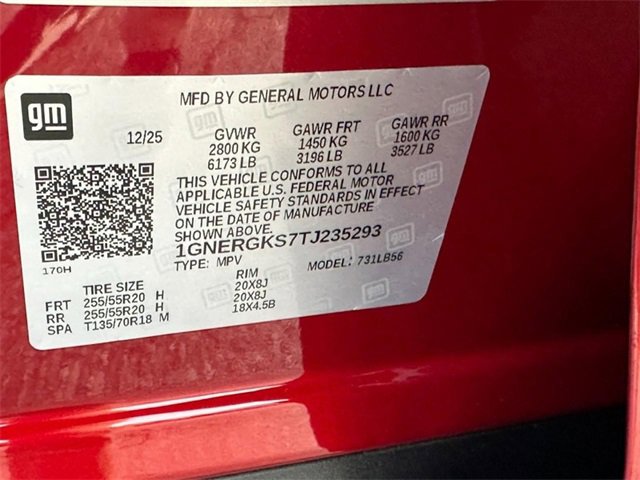 gm
MFD BY GENERAL MOTORS LLC
12/25 GVWR GAWR FRT GAWR RR
2800 KG 1450 KG 1600 KG
6173 LB 3196 LB 3527 LB
THIS VEHICLE CONFORMS TO ALL
APPLICABLE U.S. FEDERAL MOTOR
VEHICLE SAFETY STANDARDS IN EFFECT
ON THE DATE OF MANUFACTURE
SHOWN ABOVE.
1GNERGKS7TJ235293
170H
TYPE: MPV MODEL: 731LB56
TIRE SIZE RIM
FRT 255/55R20 H 20X8J
RR 255/55R20 H 20X8J
SPA T135/70R18 M 18X4.5B